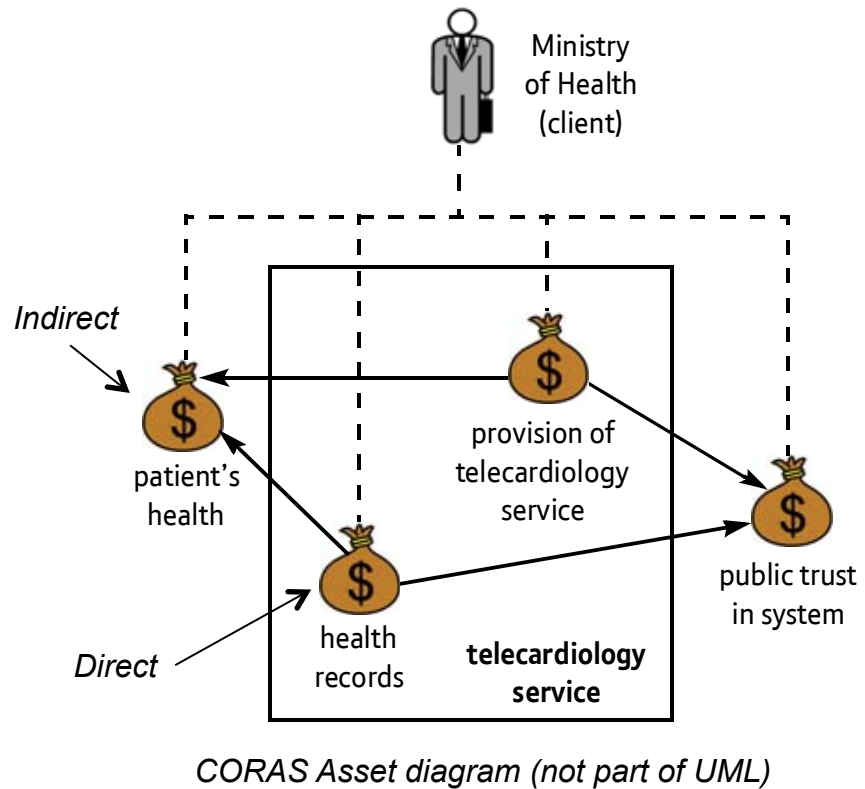 Ministry
of Health
(client)
Indirect
$
$
patient's
health
provision of
telecardiology
service
$
$
public trust
in system
Direct
health
records
telecardiology
service
CORAS Asset diagram (not part of UML)